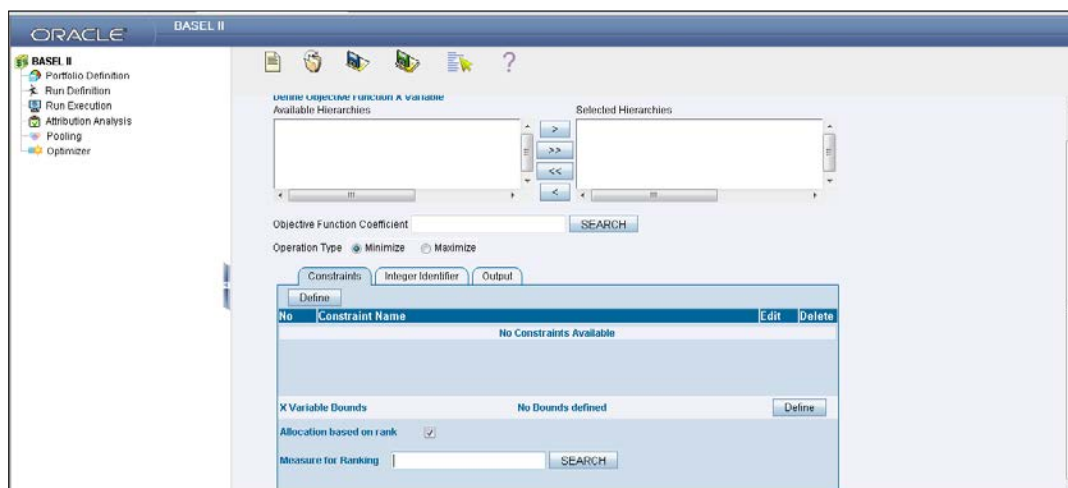 ORACLE BASEL II
BASEL II
Portfolio Definition
Run Definition
Run Execution
Attribution Analysis
Pooling
Optimizer
?
Define Objective Function X Variable
Available Hierarchies Selected Hierarchies
>
>>
<<
<
Objective Function Coefficient SEARCH
Operation Type Minimize Maximize
Constraints Integer Identifier Output
Define
No Constraint Name Edit Delete
No Constraints Available
X Variable Bounds No Bounds defined Define
Allocation based on rank
Measure for Ranking SEARCH